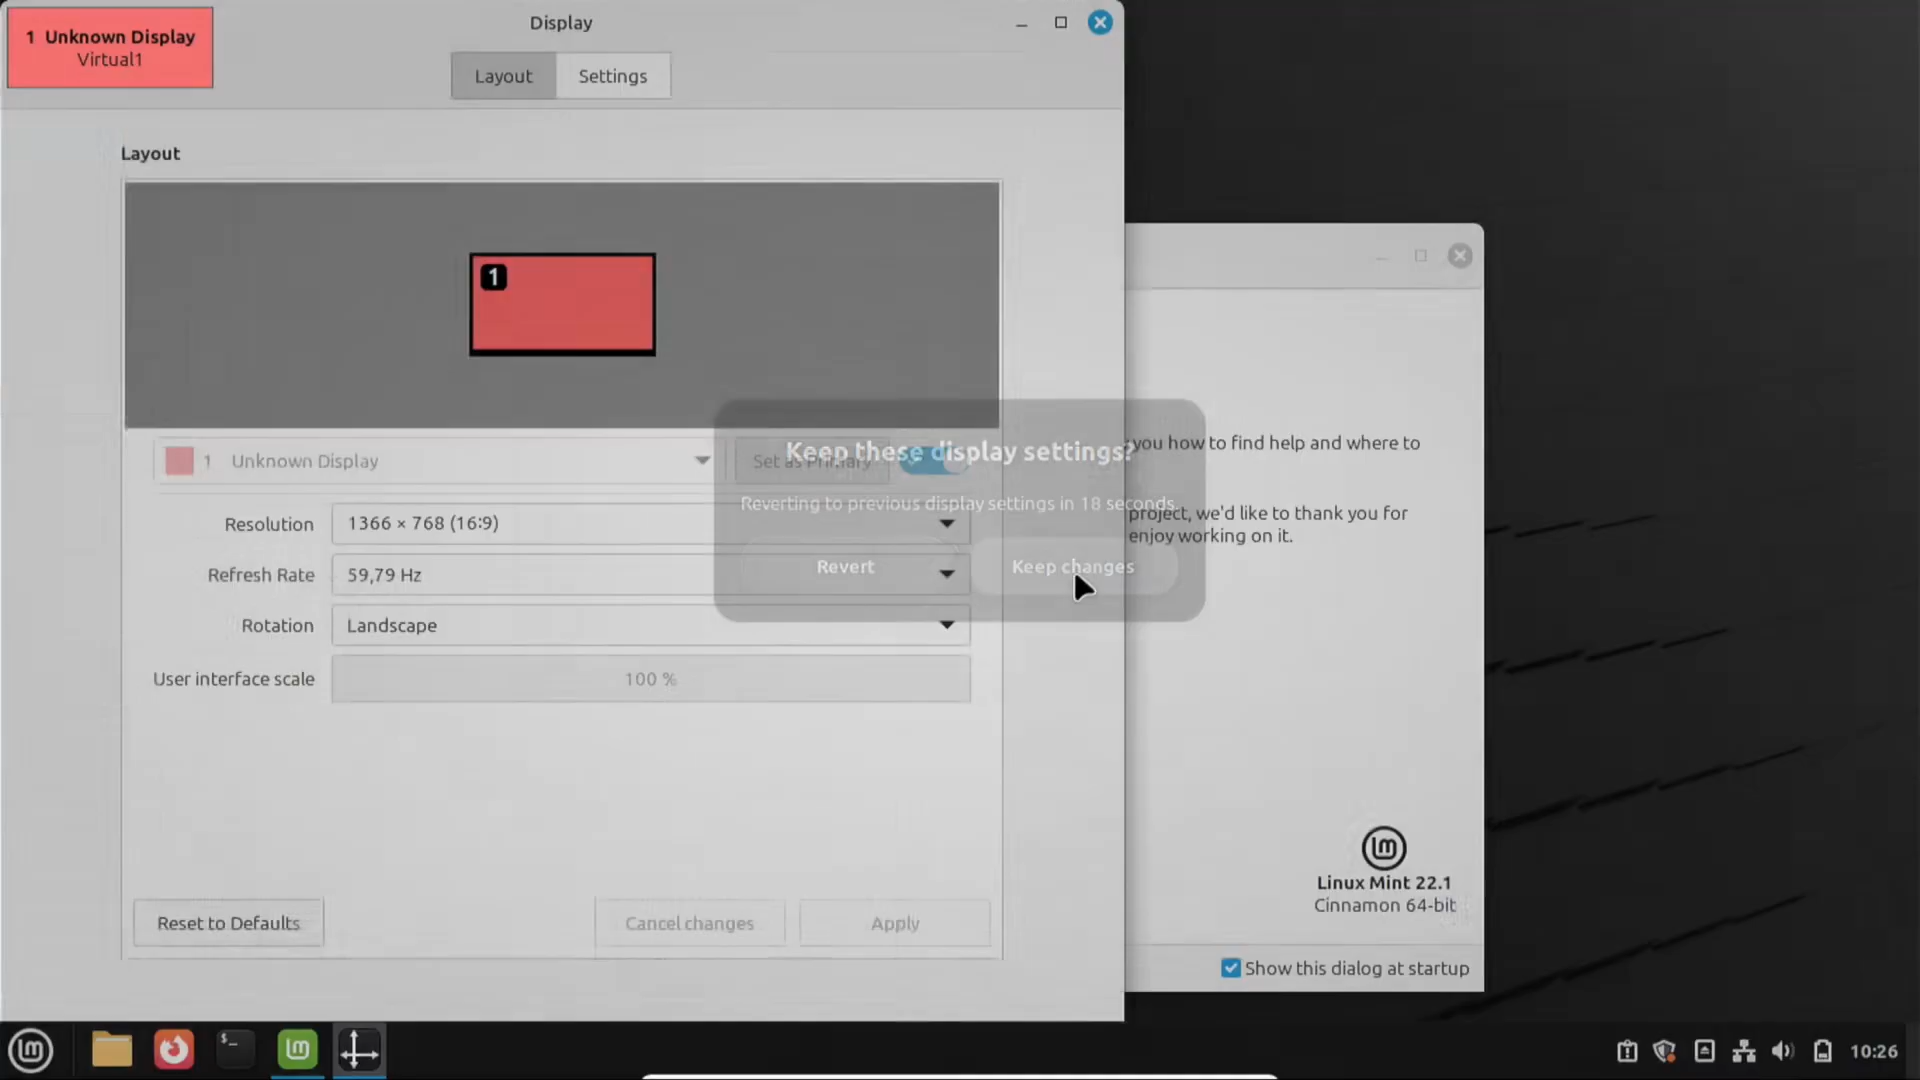 1 Unknown Display
Virtual1
Display
Layout
Settings
Layout
1
1 Unknown Display
Set as Primary
Keep these display settings?
Reverting to previous display settings in 18 seconds.
Revert
Keep changes
Resolution
1366 × 768 (16:9)
Refresh Rate
59,79 Hz
Rotation
Landscape
User interface scale
100 %
Reset to Defaults
Cancel changes
Apply
you how to find help and where to
project, we'd like to thank you for
enjoy working on it.
Linux Mint 22.1
Cinnamon 64-bit
Show this dialog at startup
$_
10:26